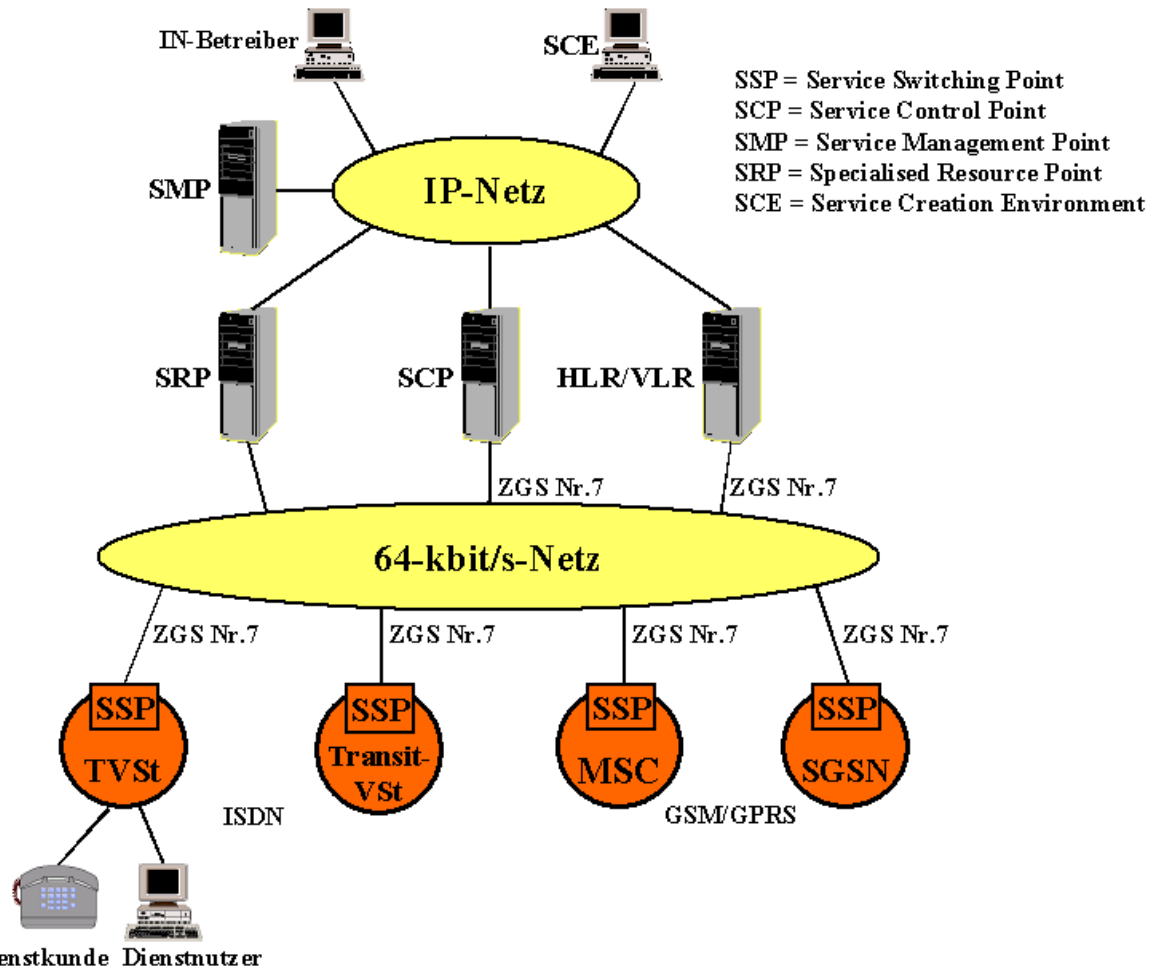 IN-Betreiber
SCE
SSP = Service Switching Point
SCP = Service Control Point
SMP = Service Management Point
SRP = Specialised Resource Point
SCE = Service Creation Environment
SMP
IP-Netz
SRP
SCP
HLR/VLR
ZGS Nr.7
ZGS Nr.7
64-kbit/s-Netz
ZGS Nr.7
ZGS Nr.7
ZGS Nr.7
ZGS Nr.7
SSP
TVSt
SSP
Transit-
VSt
SSP
MSC
SSP
SGSN
ISDN
GSM/GPRS
enstkunde Dienstnutzer